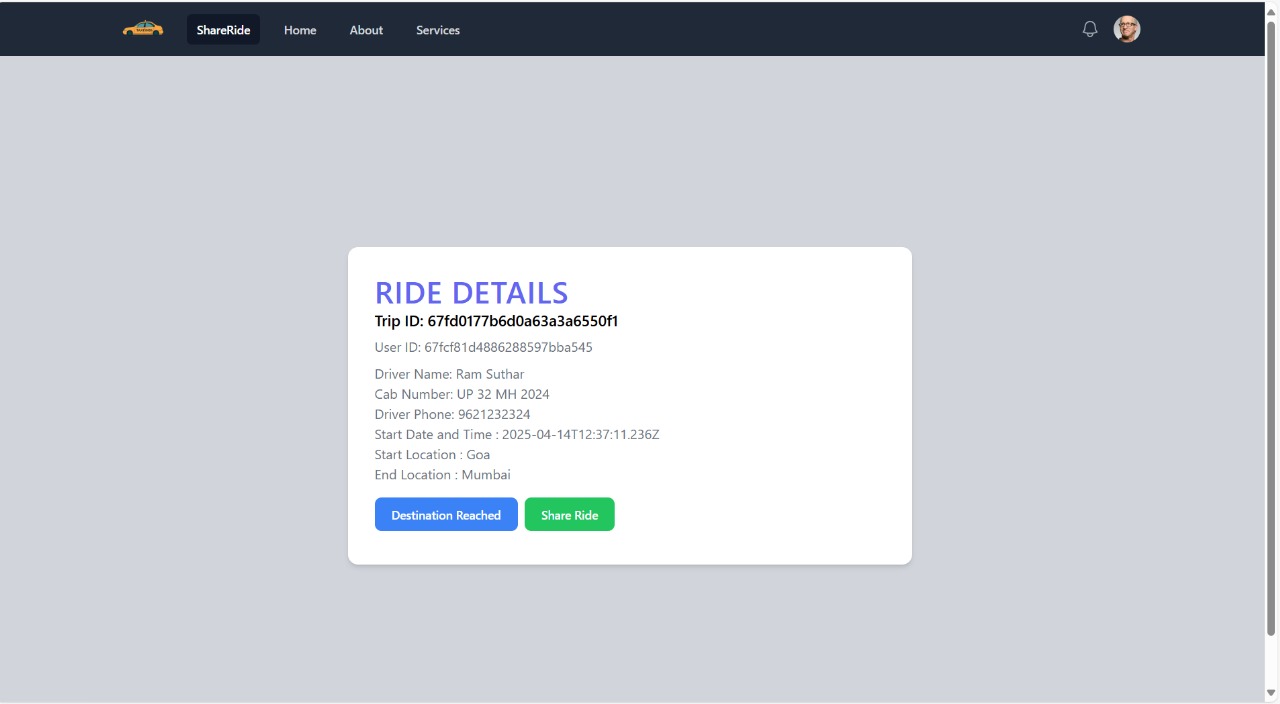 ShareRide Home About Services
RIDE DETAILS
Trip ID: 67fd0177b6d0a63a3a6550f1
User ID: 67fcf81d4886288597bba545
Driver Name: Ram Suthar
Cab Number: UP 32 MH 2024
Driver Phone: 9621232324
Start Date and Time : 2025-04-14T12:37:11.236Z
Start Location : Goa
End Location : Mumbai
Destination Reached Share Ride